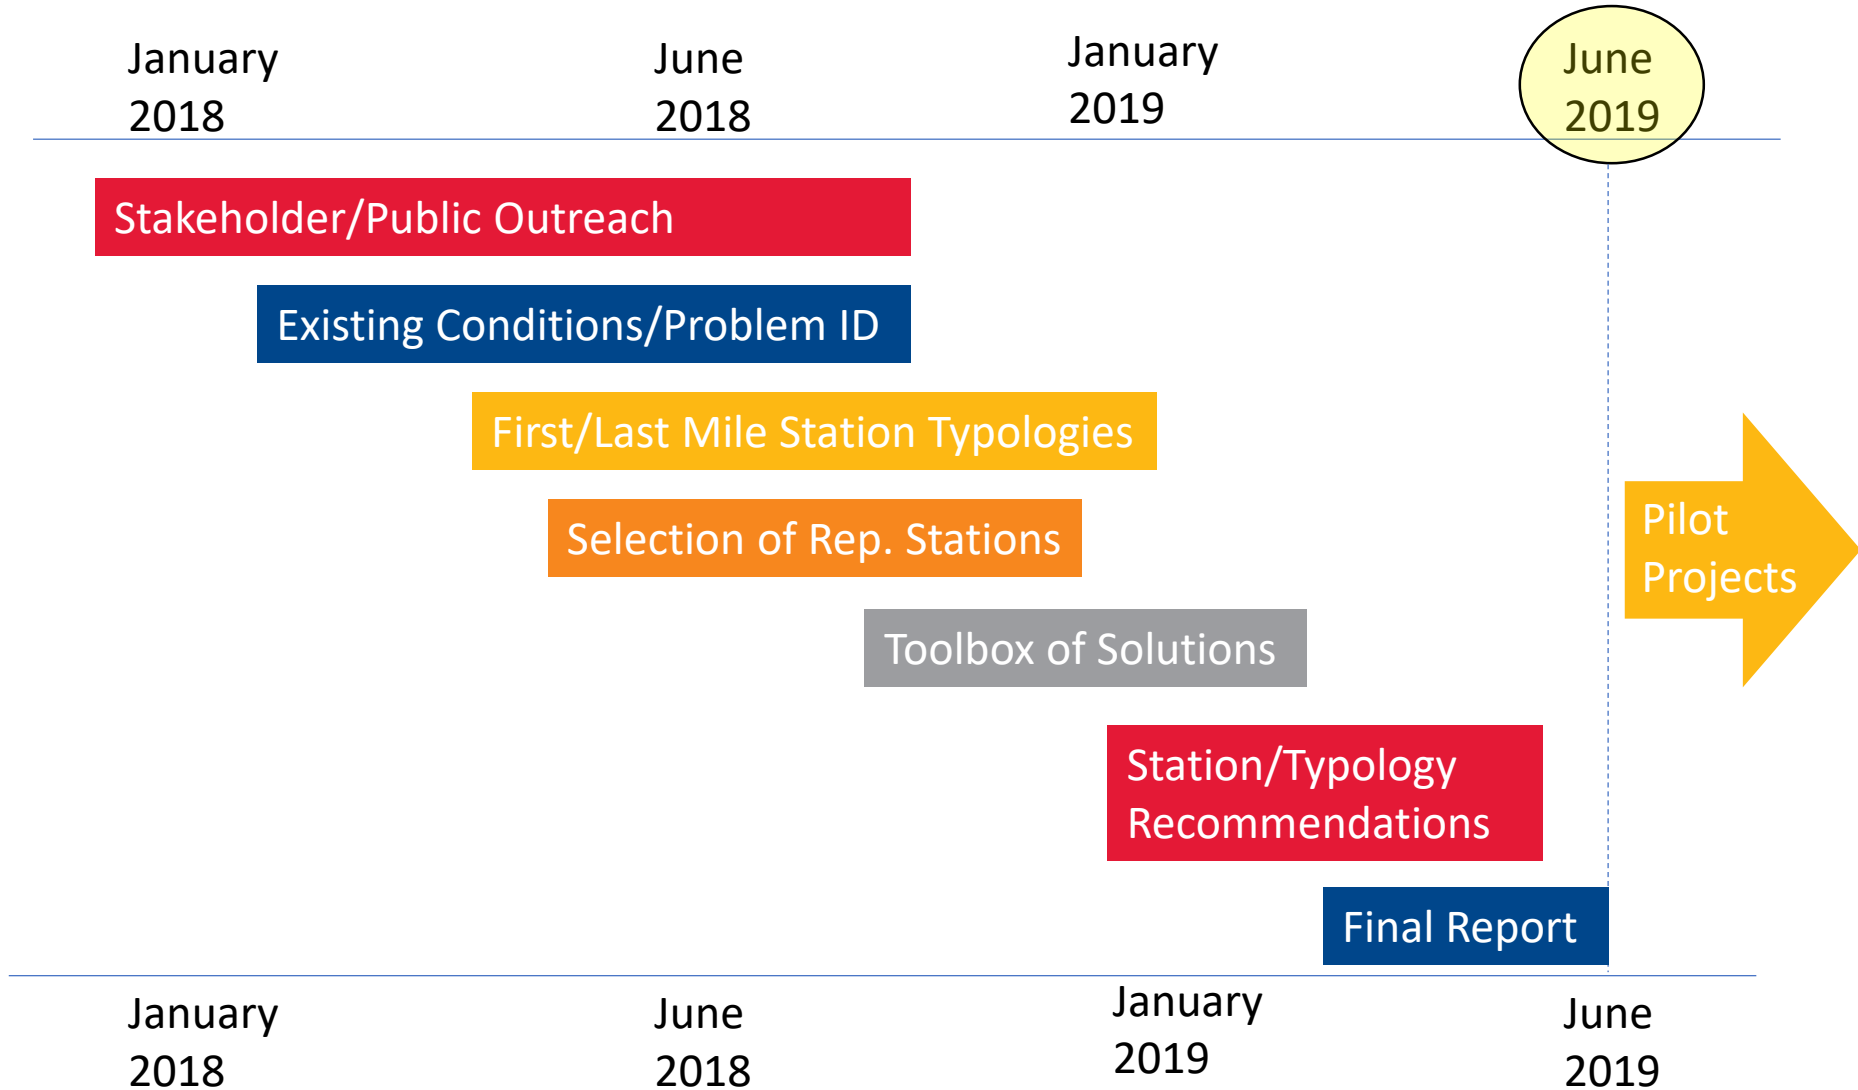 January
2018
June
2018
January
2019
June
2019
Stakeholder/Public Outreach
Existing Conditions/Problem ID
First/Last Mile Station Typologies
Selection of Rep. Stations
Pilot
Projects
Toolbox of Solutions
Station/Typology
Recommendations
Final Report
January
2018
June
2018
January
2019
June
2019